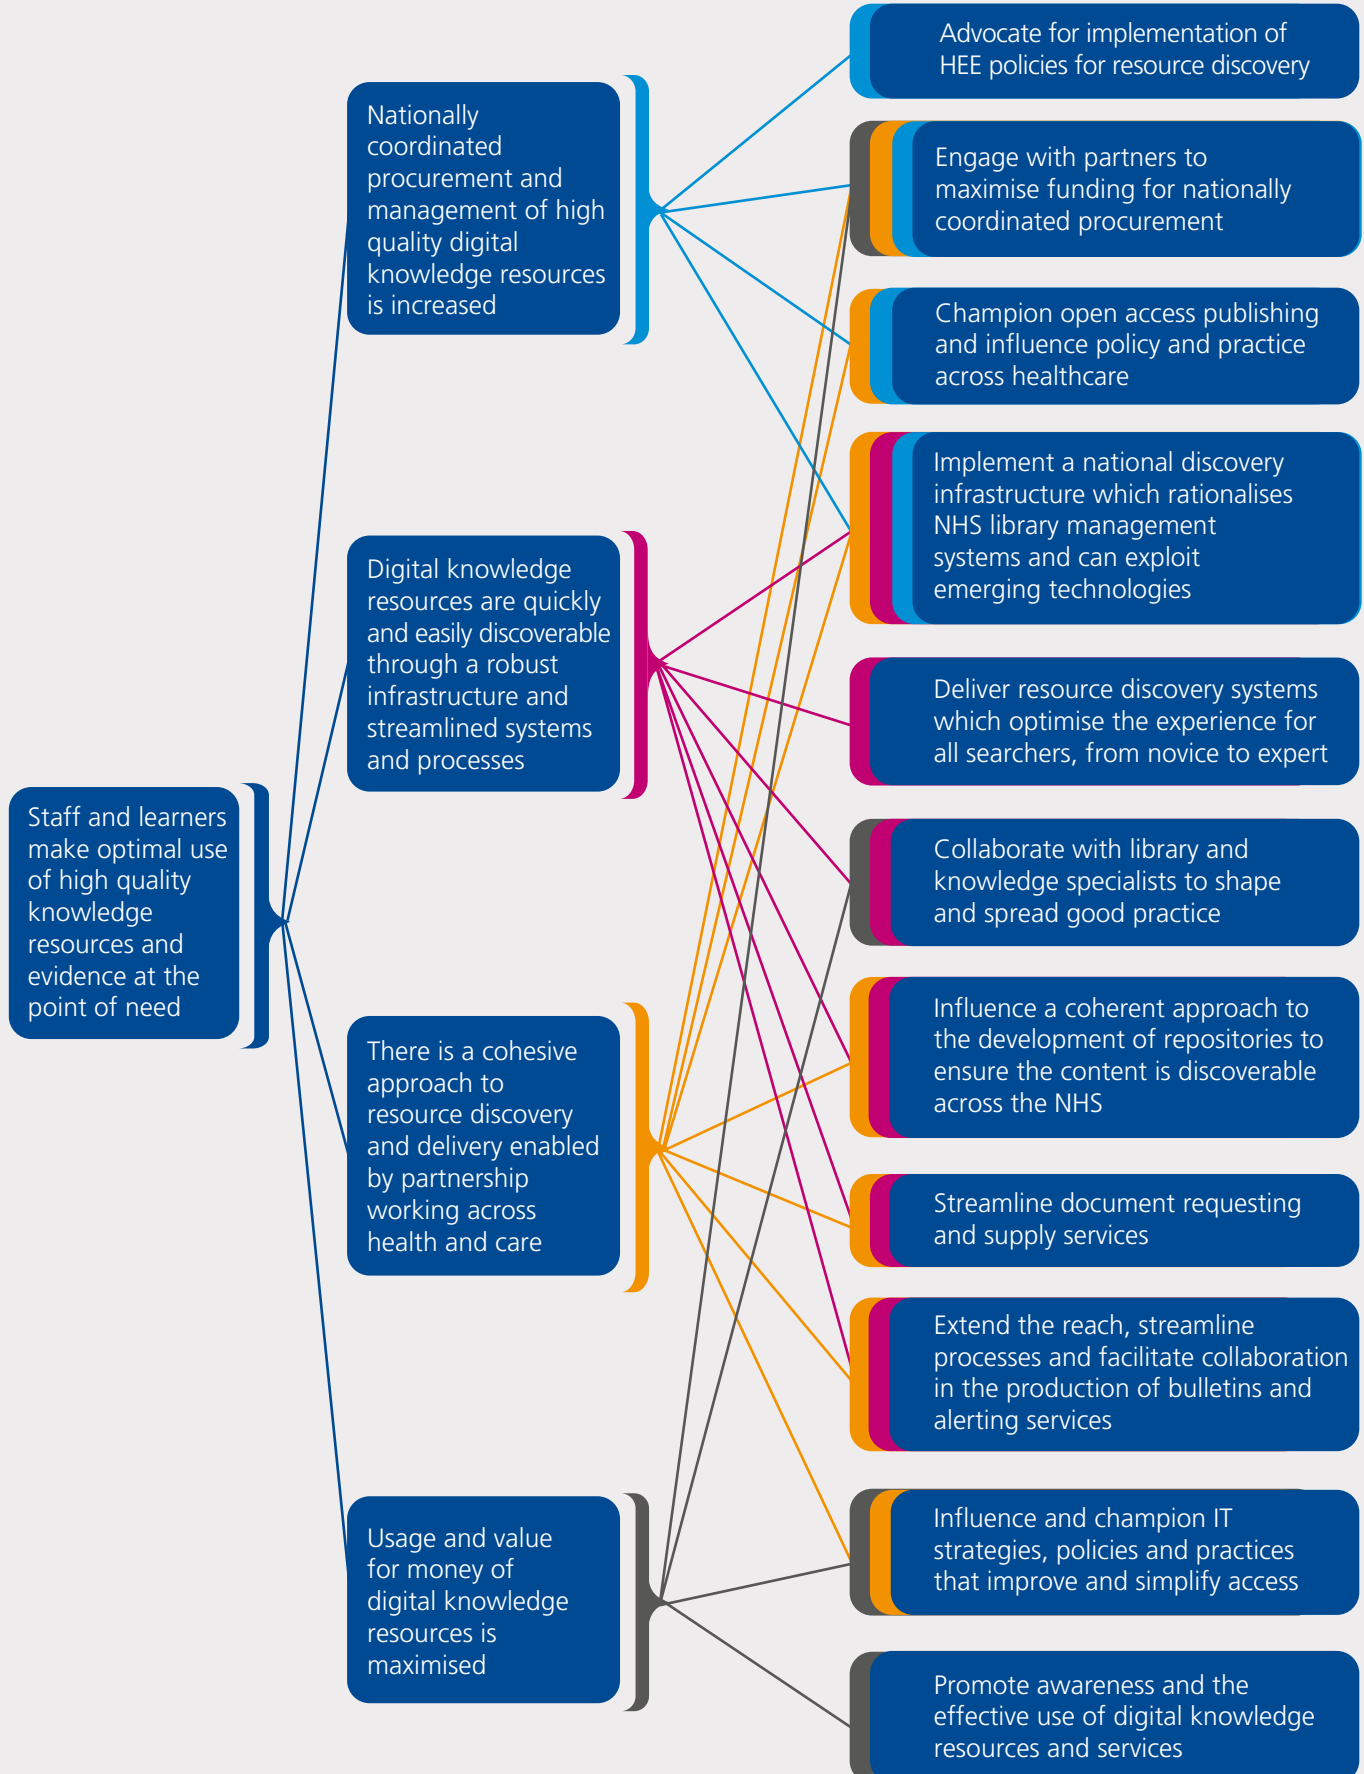 Staff and learners
make optimal use
of high quality
knowledge
resources and
evidence at the
point of need
Nationally
coordinated
procurement and
management of high
quality digital
knowledge resources
is increased
Digital knowledge
resources are quickly
and easily discoverable
through a robust
infrastructure and
streamlined systems
and processes
There is a cohesive
approach to
resource discovery
and delivery enabled
by partnership
working across
health and care
Usage and value
for money of
digital knowledge
resources is
maximised
Advocate for implementation of
HEE policies for resource discovery
Engage with partners to
maximise funding for nationally
coordinated procurement
Champion open access publishing
and influence policy and practice
across healthcare
Implement a national discovery
infrastructure which rationalises
NHS library management
systems and can exploit
emerging technologies
Deliver resource discovery systems
which optimise the experience for
all searchers, from novice to expert
Collaborate with library and
knowledge specialists to shape
and spread good practice
Influence a coherent approach to
the development of repositories to
ensure the content is discoverable
across the NHS
Streamline document requesting
and supply services
Extend the reach, streamline
processes and facilitate collaboration
in the production of bulletins and
alerting services
Influence and champion IT
strategies, policies and practices
that improve and simplify access
Promote awareness and the
effective use of digital knowledge
resources and services